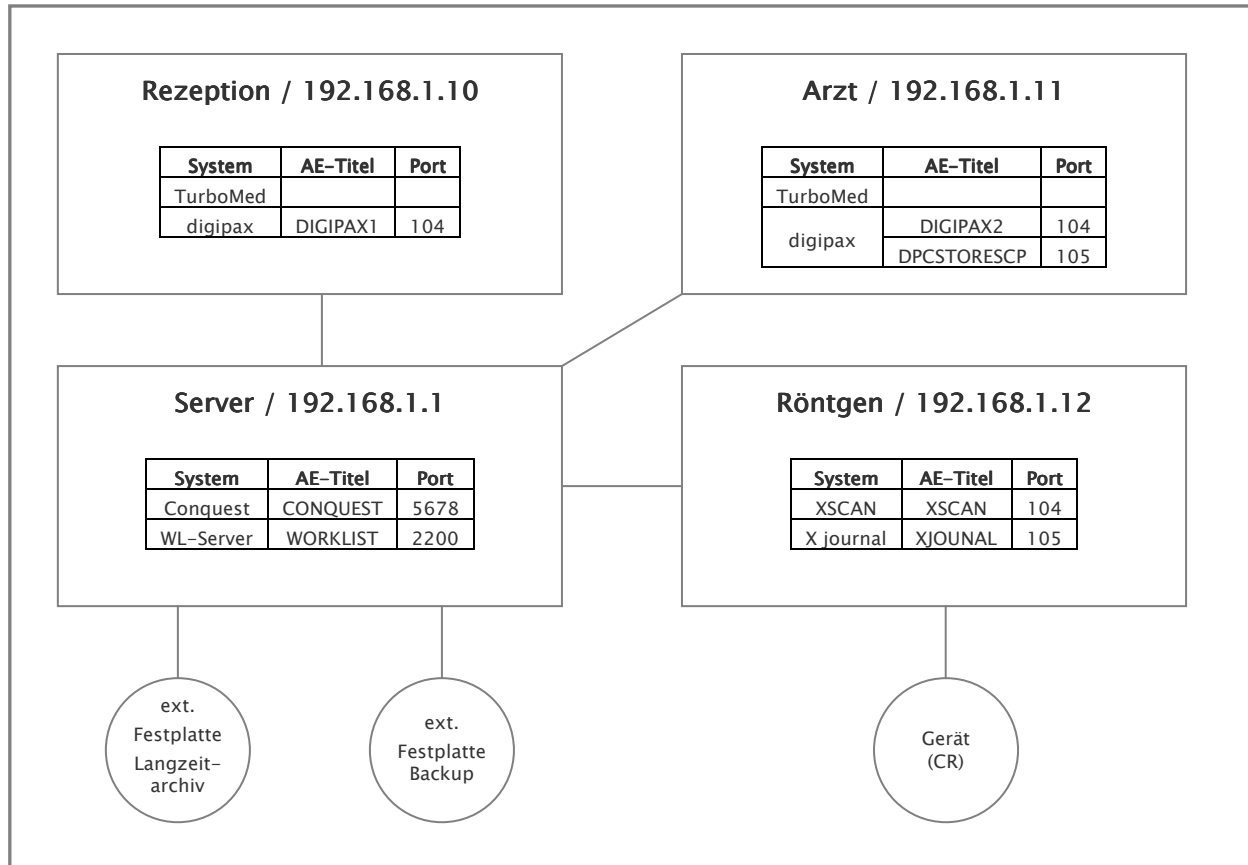 Rezeption / 192.168.1.10
System AE-Titel Port
TurboMed
digipax DIGIPAX1 104
Arzt / 192.168.1.11
System AE-Titel Port
TurboMed
digipax DIGIPAX2 104
DPCSTORESCP 105
Server / 192.168.1.1
System AE-Titel Port
Conquest CONQUEST 5678
WL-Server WORKLIST 2200
Röntgen / 192.168.1.12
System AE-Titel Port
XSCAN XSCAN 104
X journal XJOUNAL 105
ext.
Festplatte
Langzeit-
archiv
ext.
Festplatte
Backup
Gerät
(CR)